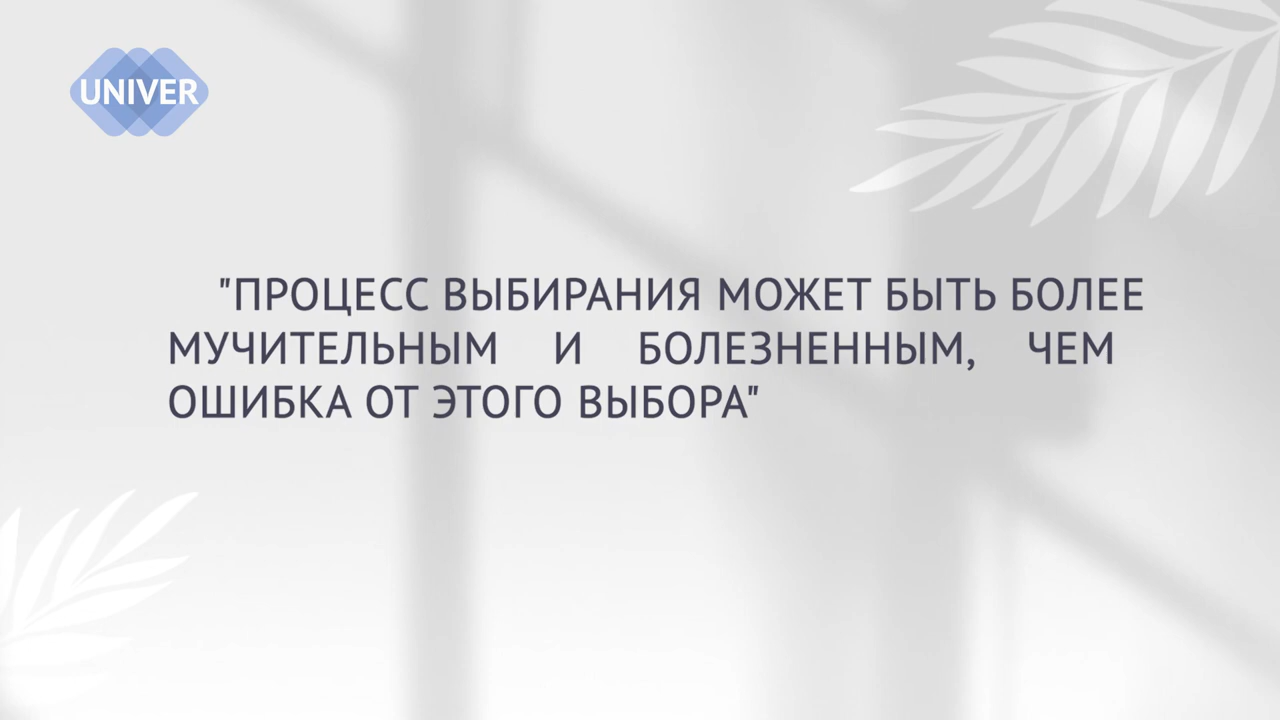 UNIVER
"ПРОЦЕСС ВЫБИРАНИЯ МОЖЕТ БЫТЬ БОЛЕЕ
МУЧИТЕЛЬНЫМ И БОЛЕЗНЕННЫМ, ЧЕМ
ОШИБКА ОТ ЭТОГО ВЫБОРА"